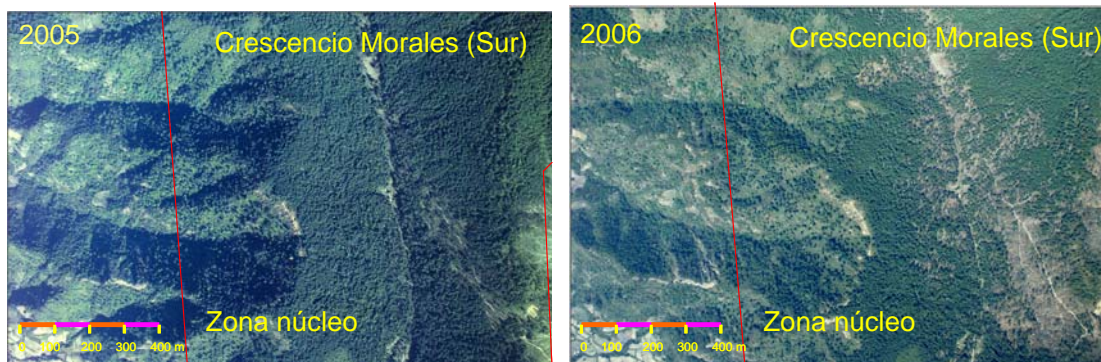 2005
Crescencio Morales (Sur)
Zona núcleo
0 100 200 300 400 m
2006
Crescencio Morales (Sur)
Zona núcleo
0 100 200 300 400 m